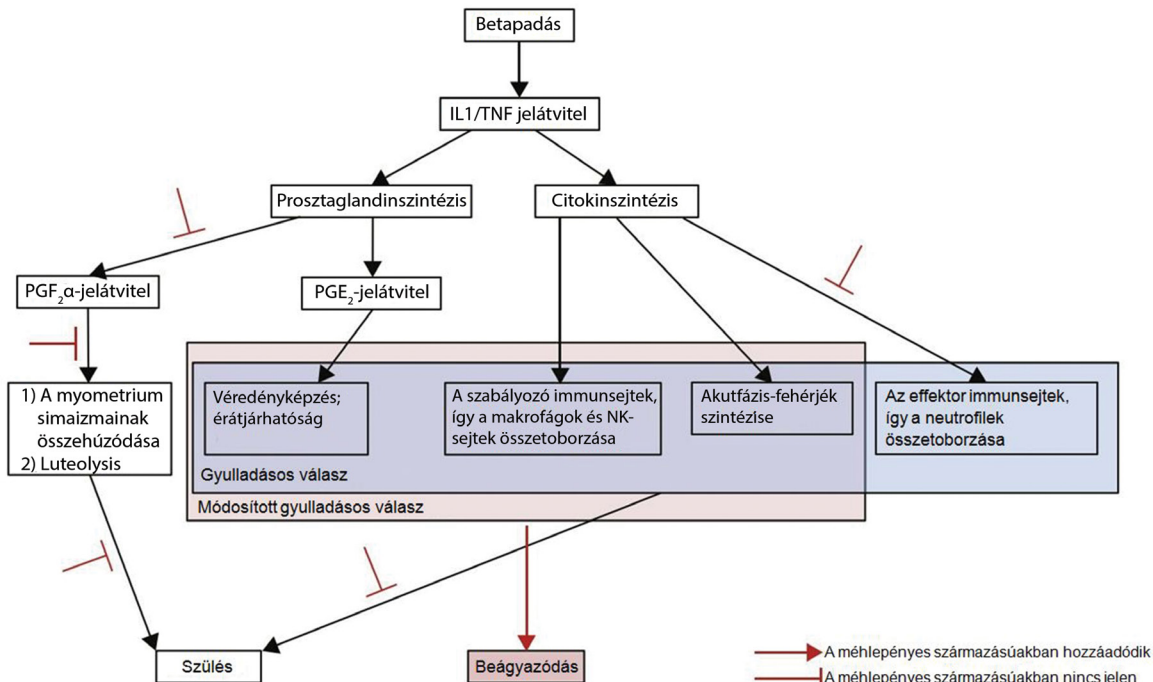 Betapadás
IL1/TNF jelátvitel
Prosztaglandinszintézis
Citokinszintézis
PGF₂α-jelátvitel
PGE₂-jelátvitel
1) A myometrium
simaizmainak
összehúzódása
2) Luteolysis
Véredényképzés;
érátjárhatóság
A szabályozó immunsejtek,
így a makrofágok és NK-
sejtek összetoborzása
Akutfázis-fehérjék
szintézise
Az effektor immunsejtek,
így a neutrofilek
összetoborzása
Gyulladásos válasz
Módosított gyulladásos válasz
Szülés
Beágyazódás
A méhlepényes származásúakban hozzáadódik
A méhlepényes származásúakban nincs jelen